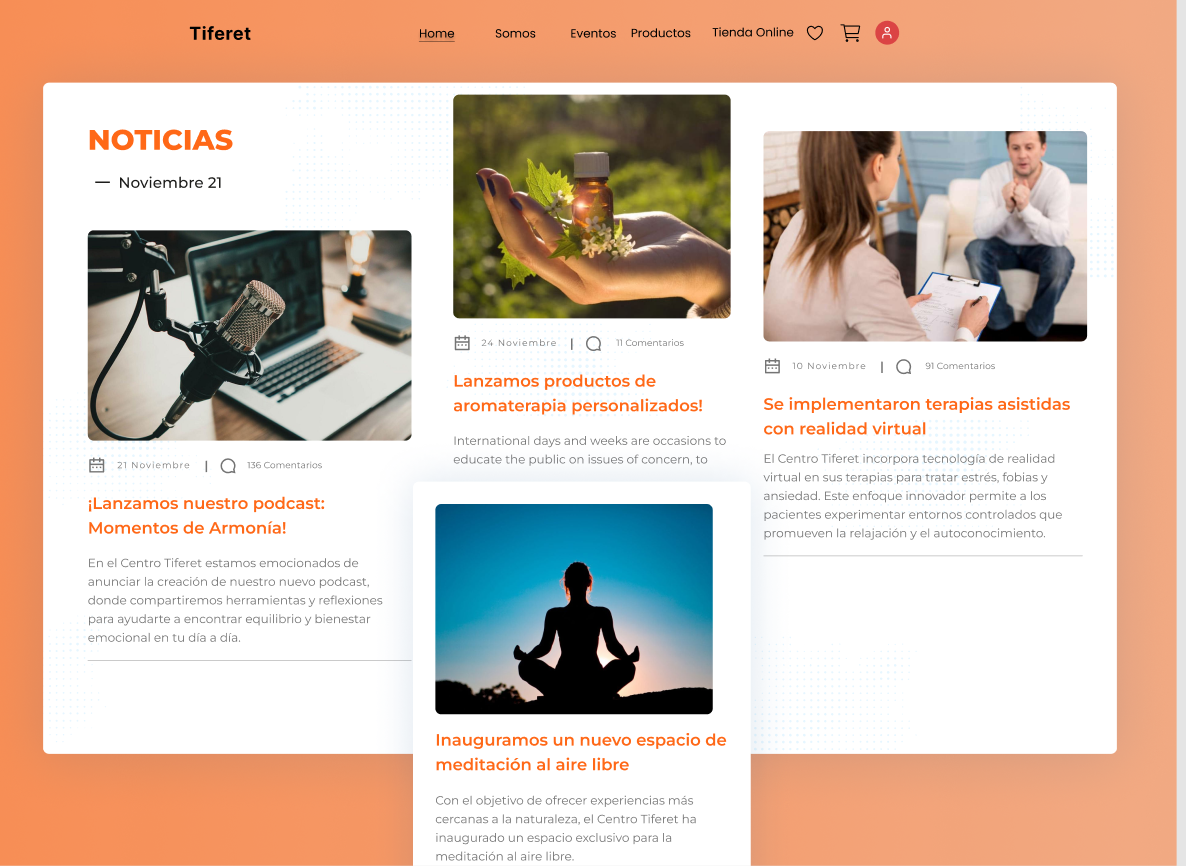 Tiferet
Home Somos Eventos Productos Tienda Online
NOTICIAS
— Noviembre 21
21 Noviembre | 136 Comentarios
¡Lanzamos nuestro podcast:
Momentos de Armonía!
En el Centro Tiferet estamos emocionados de
anunciar la creación de nuestro nuevo podcast,
donde compartiremos herramientas y reflexiones
para ayudarte a encontrar equilibrio y bienestar
emocional en tu día a día.
24 Noviembre | 11 Comentarios
Lanzamos productos de
aromaterapia personalizados!
International days and weeks are occasions to
educate the public on issues of concern, to
Inauguramos un nuevo espacio de
meditación al aire libre
Con el objetivo de ofrecer experiencias más
cercanas a la naturaleza, el Centro Tiferet ha
inaugurado un espacio exclusivo para la
meditación al aire libre.
10 Noviembre | 91 Comentarios
Se implementaron terapias asistidas
con realidad virtual
El Centro Tiferet incorpora tecnología de realidad
virtual en sus terapias para tratar estrés, fobias y
ansiedad. Este enfoque innovador permite a los
pacientes experimentar entornos controlados que
promueven la relajación y el autoconocimiento.